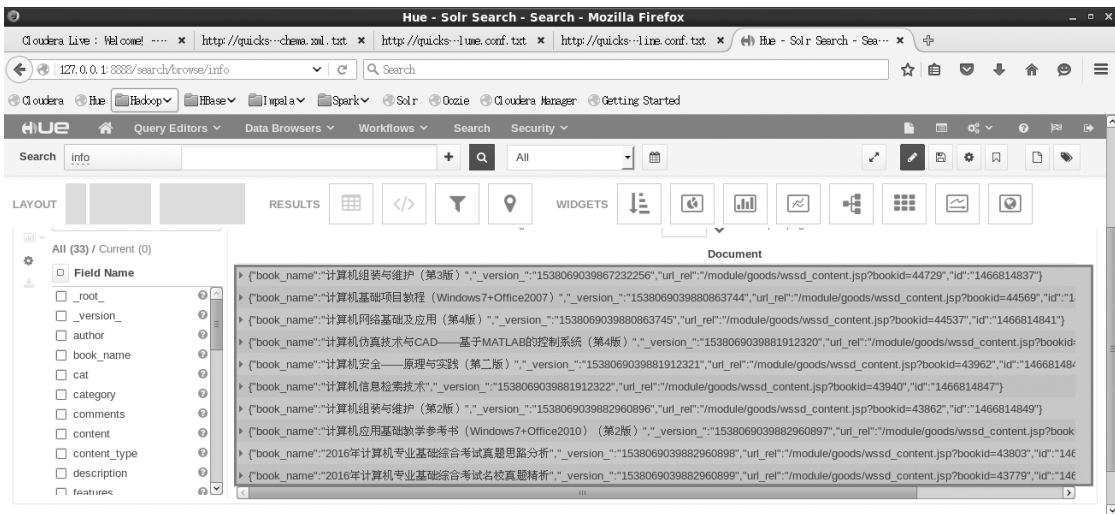 Hue - Solr Search - Search - Mozilla Firefox
Cloudera Live : Welcome! -··· × http://quicks···chema.xml.txt × http://quicks···lume.conf.txt × http://quicks···line.conf.txt × Hue - Solr Search - Sea··· ×
127.0.0.1:8888/search/browse/info Search
Cloudera Hue Hadoop HBase Impala Spark Solr Oozie Cloudera Manager Getting Started
HUE Query Editors Data Browsers Workflows Search Security
Search info All
LAYOUT RESULTS WIDGETS
All (33) / Current (0) Document
Field Name
_root_
_version_
author
book_name
cat
category
comments
content
content_type
description
features
{"book_name":"计算机组装与维护（第3版）","_version_":"1538069039867232256","url_rel":"/module/goods/wssd_content.jsp?bookid=44729","id":"1466814837"}
{"book_name":"计算机基础项目教程（Windows7+Office2007）","_version_":"1538069039880863744","url_rel":"/module/goods/wssd_content.jsp?bookid=44569","id":"1
{"book_name":"计算机网络基础及应用（第4版）","_version_":"1538069039880863745","url_rel":"/module/goods/wssd_content.jsp?bookid=44537","id":"1466814841"}
{"book_name":"计算机仿真技术与CAD——基于MATLAB的控制系统（第4版）","_version_":"1538069039881912320","url_rel":"/module/goods/wssd_content.jsp?bookid=
{"book_name":"计算机安全——原理与实践（第二版）","_version_":"1538069039881912321","url_rel":"/module/goods/wssd_content.jsp?bookid=43962","id":"146681484
{"book_name":"计算机信息检索技术","_version_":"1538069039881912322","url_rel":"/module/goods/wssd_content.jsp?bookid=43940","id":"1466814847"}
{"book_name":"计算机组装与维护（第2版）","_version_":"1538069039882960896","url_rel":"/module/goods/wssd_content.jsp?bookid=43862","id":"1466814849"}
{"book_name":"计算机应用基础教学参考书（Windows7+Office2010）（第2版）","_version_":"1538069039882960897","url_rel":"/module/goods/wssd_content.jsp?book
{"book_name":"2016年计算机专业基础综合考试真题思路分析","_version_":"1538069039882960898","url_rel":"/module/goods/wssd_content.jsp?bookid=43803","id":"146
{"book_name":"2016年计算机专业基础综合考试名校真题精析","_version_":"1538069039882960899","url_rel":"/module/goods/wssd_content.jsp?bookid=43779","id":"146